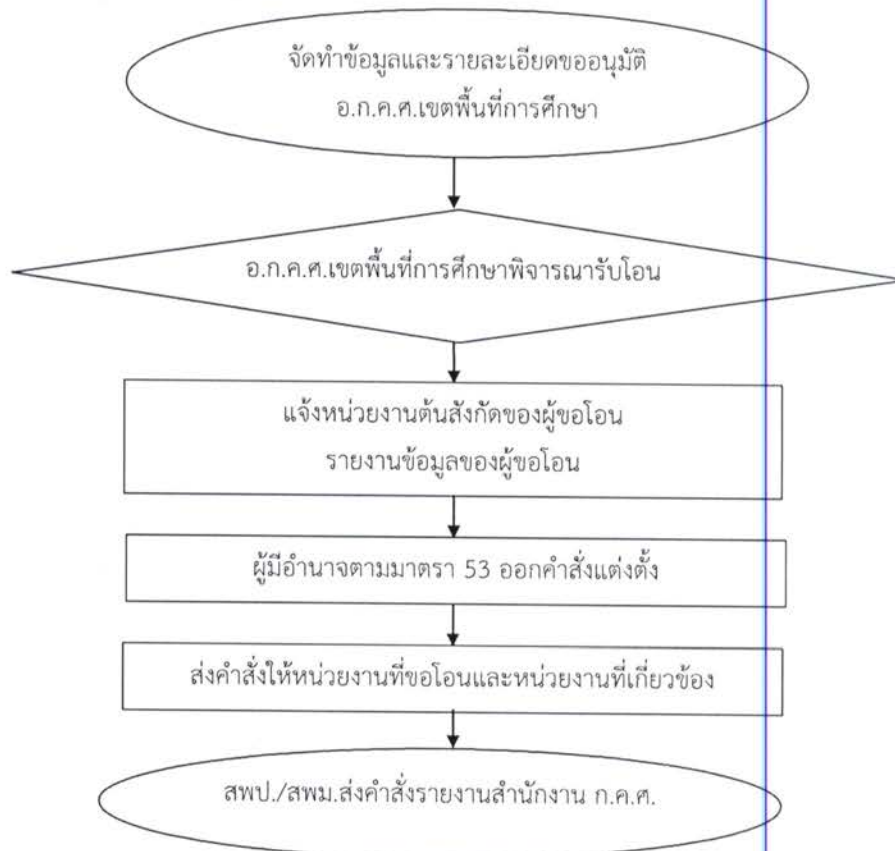 จัดทำข้อมูลและรายละเอียดขออนุมัติ
อ.ก.ค.ศ.เขตพื้นที่การศึกษา
อ.ก.ค.ศ.เขตพื้นที่การศึกษาพิจารณารับโอน
แจ้งหน่วยงานต้นสังกัดของผู้ขอโอน
รายงานข้อมูลของผู้ขอโอน
ผู้มีอำนาจตามมาตรา 53 ออกคำสั่งแต่งตั้ง
ส่งคำสั่งให้หน่วยงานที่ขอโอนและหน่วยงานที่เกี่ยวข้อง
สพป./สพม.ส่งคำสั่งรายงานสำนักงาน ก.ค.ศ.